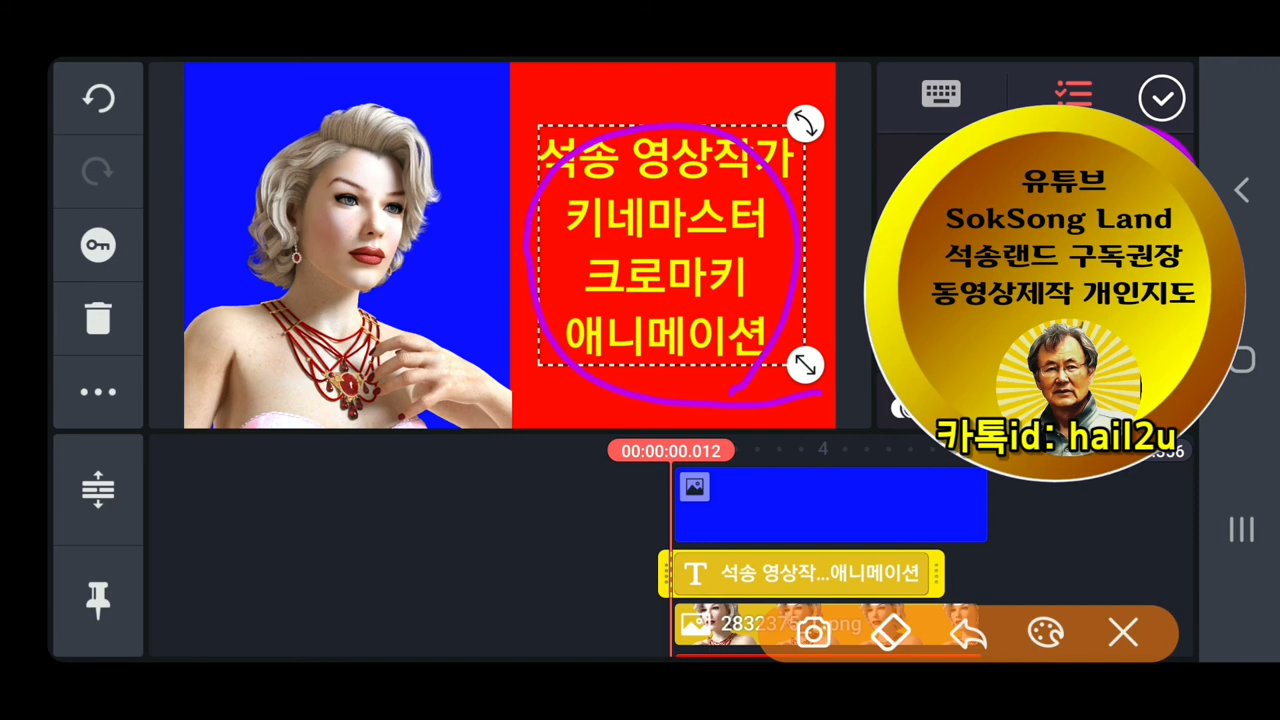 석송 영상작가
키네마스터
크로마키
애니메이션
유튜브
SokSong Land
석송랜드 구독권장
동영상제작 개인지도
카톡id: hail2u
00:00:00.012
4
T 석송 영상작...애니메이션